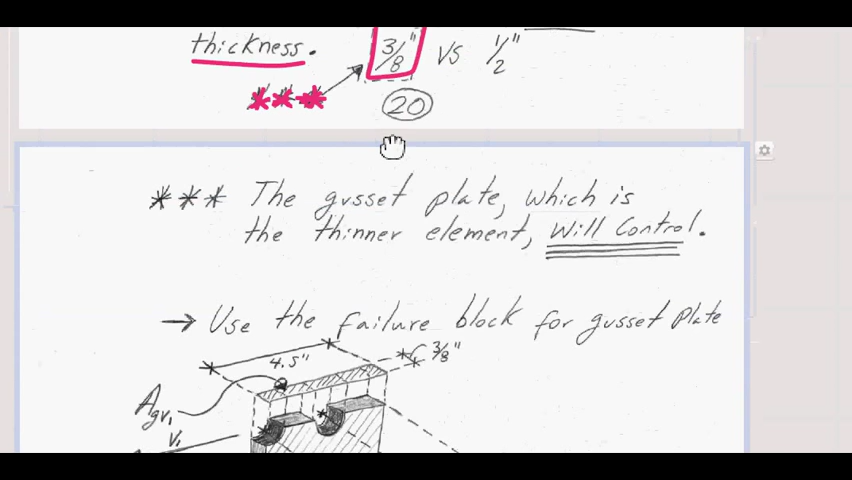 thickness. 3/8" VS 1/2"
*** 
20
*** The gusset plate, which is
the thinner element, Will Control.
→ Use the failure block for gusset plate
4.5" 3/8"
Agv1
V1